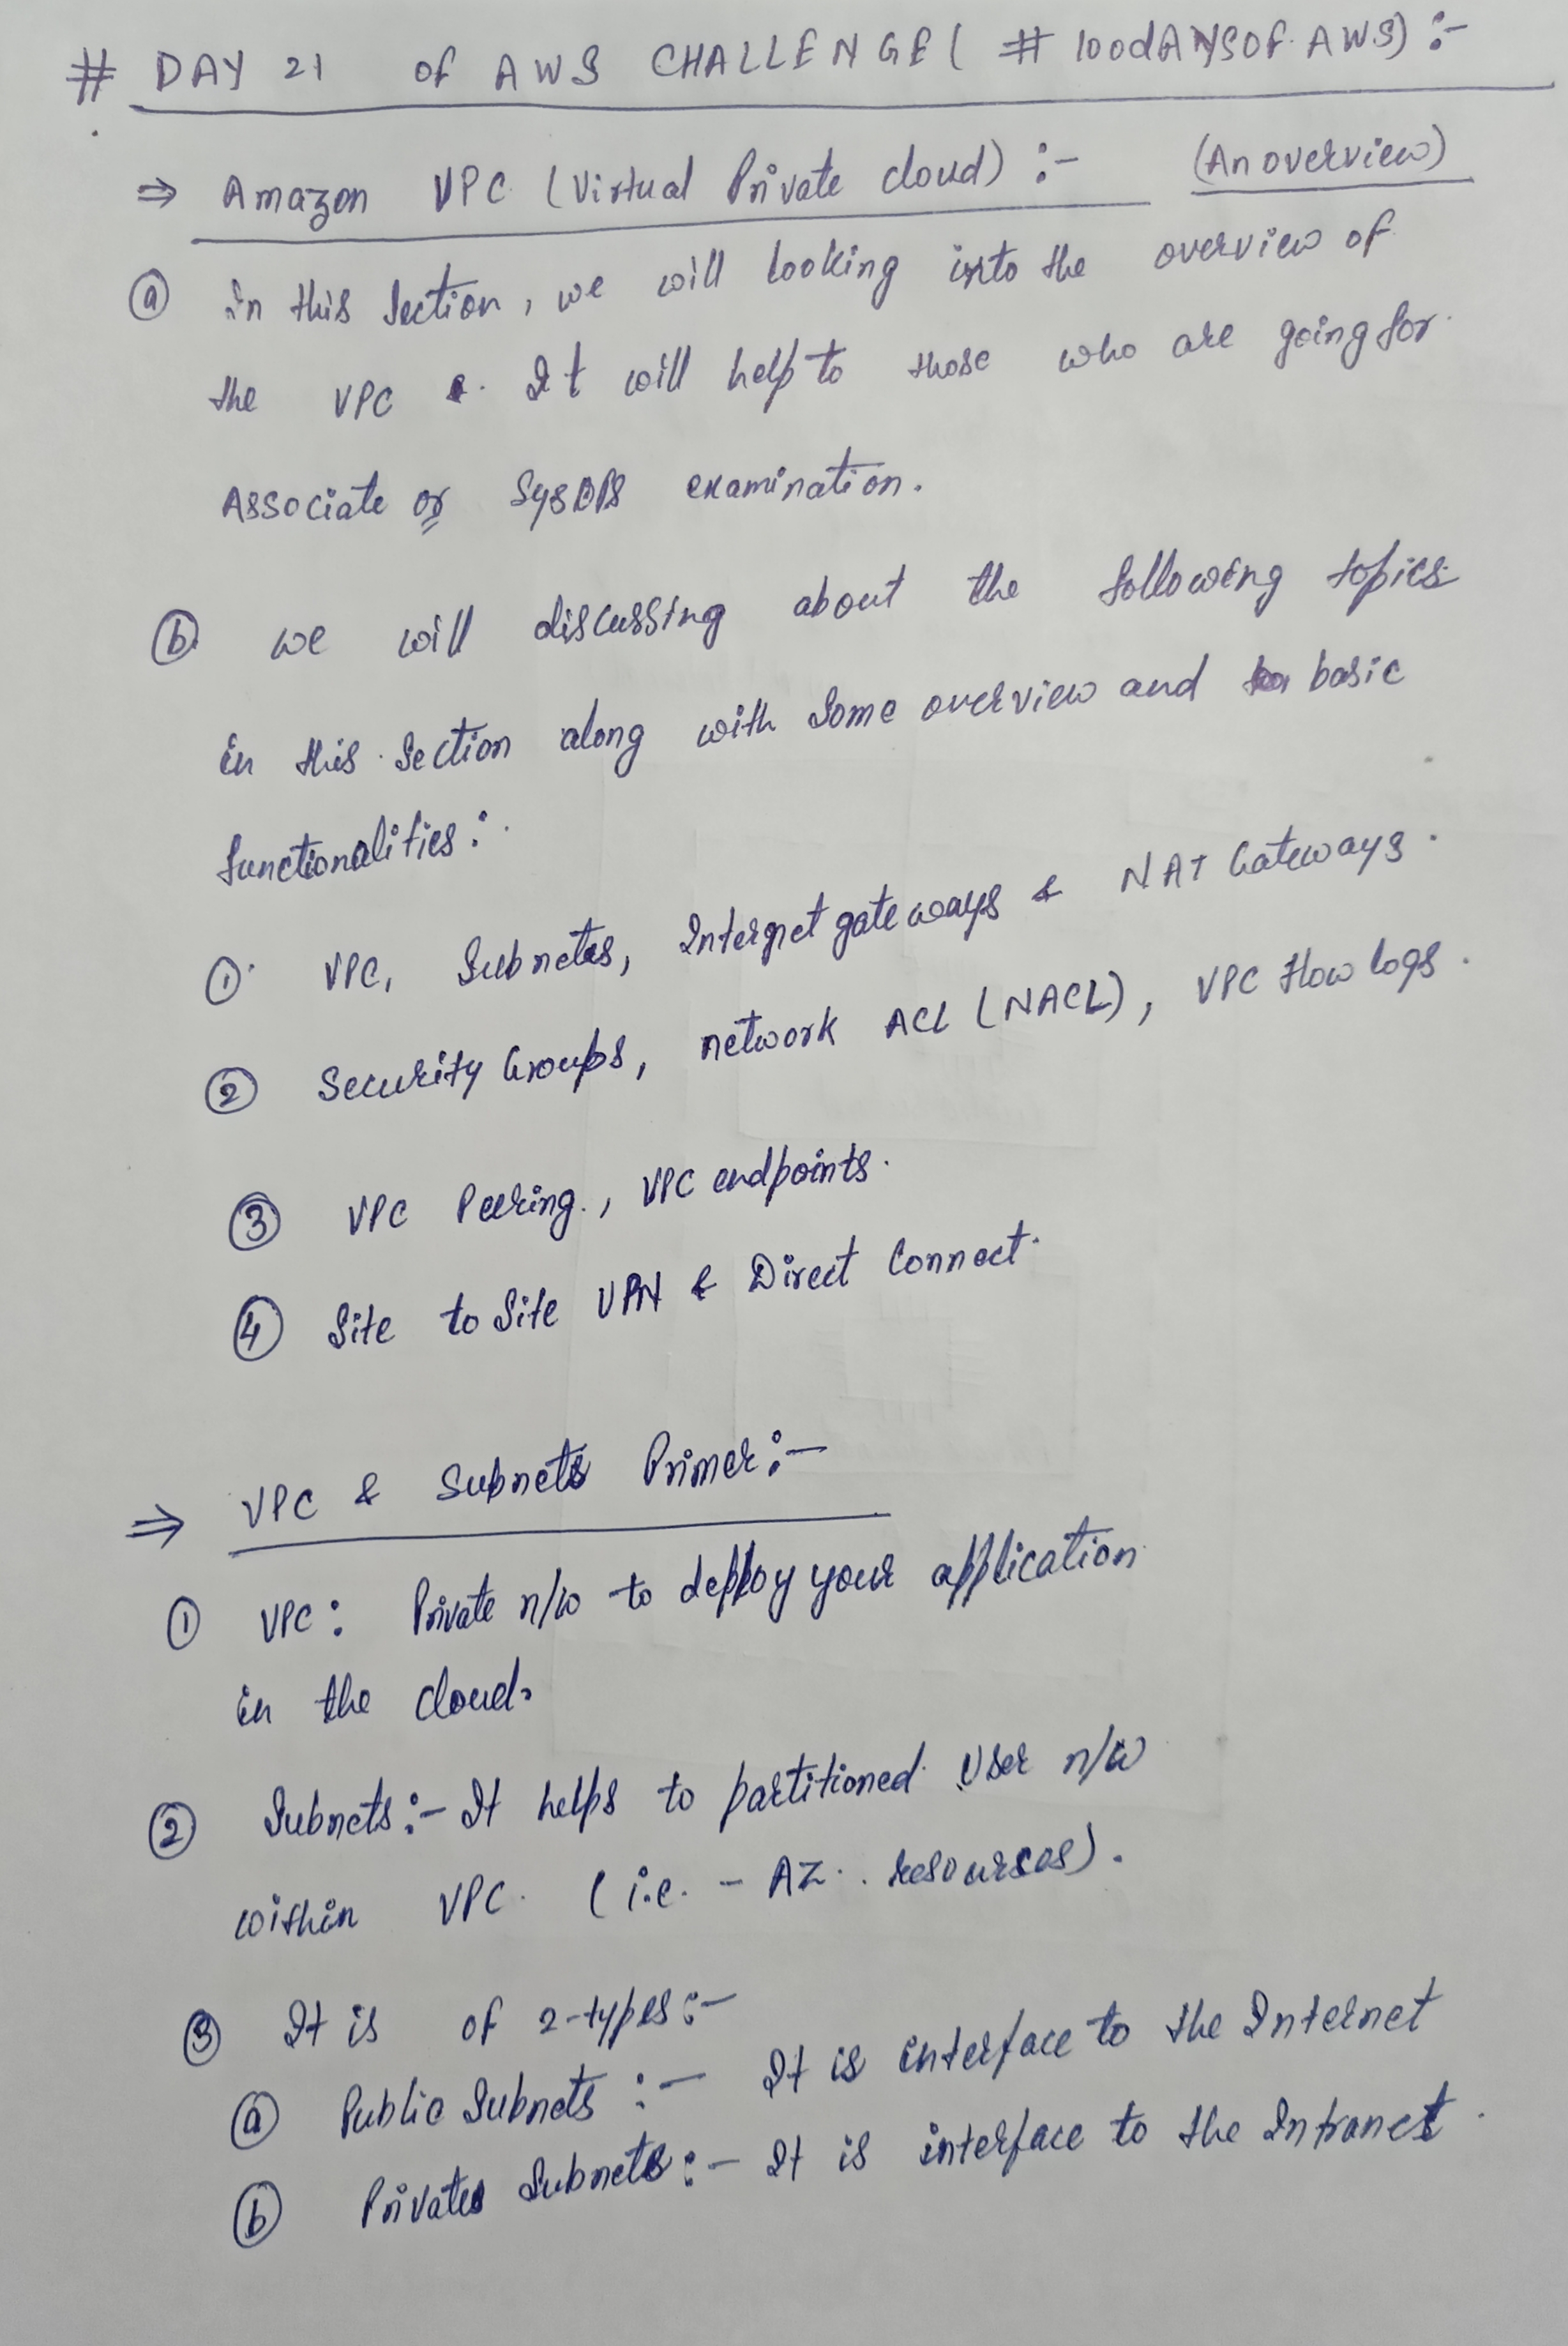 # DAY 21 of AWS CHALLENGE ( # 100dAYSOF AWS) :-
⇒ Amazon VPC (Virtual Private cloud) :- (An overview)
(a) In this section, we will looking into the overview of
the VPC . It will help to those who are going for
Associate or SysOPS examination.
(b) we will discussing about the following topics
in this section along with some overview and basic
functionalities :
(1) VPC, Subnets, Internet gateways & NAT Gateways.
(2) Security Groups, network ACL (NACL), VPC flow logs.
(3) VPC Peering, VPC endpoints.
(4) Site to Site VPN & Direct Connect.
⇒ VPC & Subnets Primer :-
(1) VPC : Private n/w to deploy your application
in the cloud.
(2) Subnets :- It helps to partitioned User n/w
within VPC. (i.e. - AZ . resourses).
(3) It is of 2-types :-
(a) Public Subnets :- It is interface to the Internet
(b) Private Subnets :- It is interface to the Intranet.